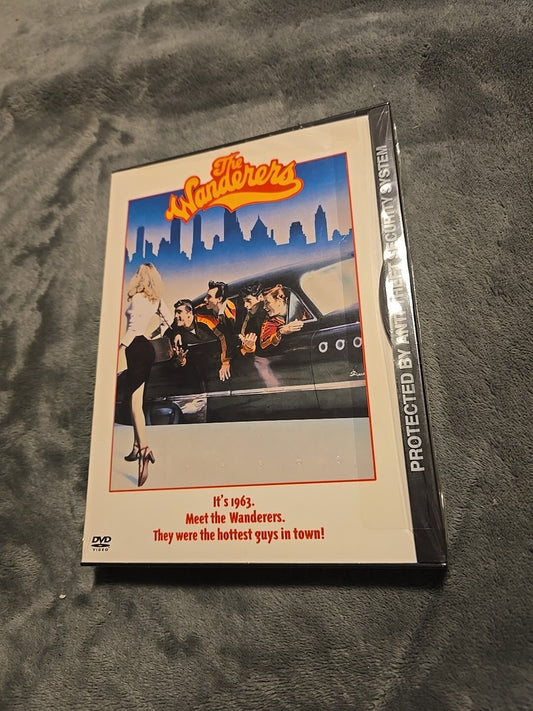 The
Wanderers
It's 1963.
Meet the Wanderers.
They were the hottest guys in town!
DVD
VIDEO
PROTECTED BY ANTI-THEFT SECURITY SYSTEM